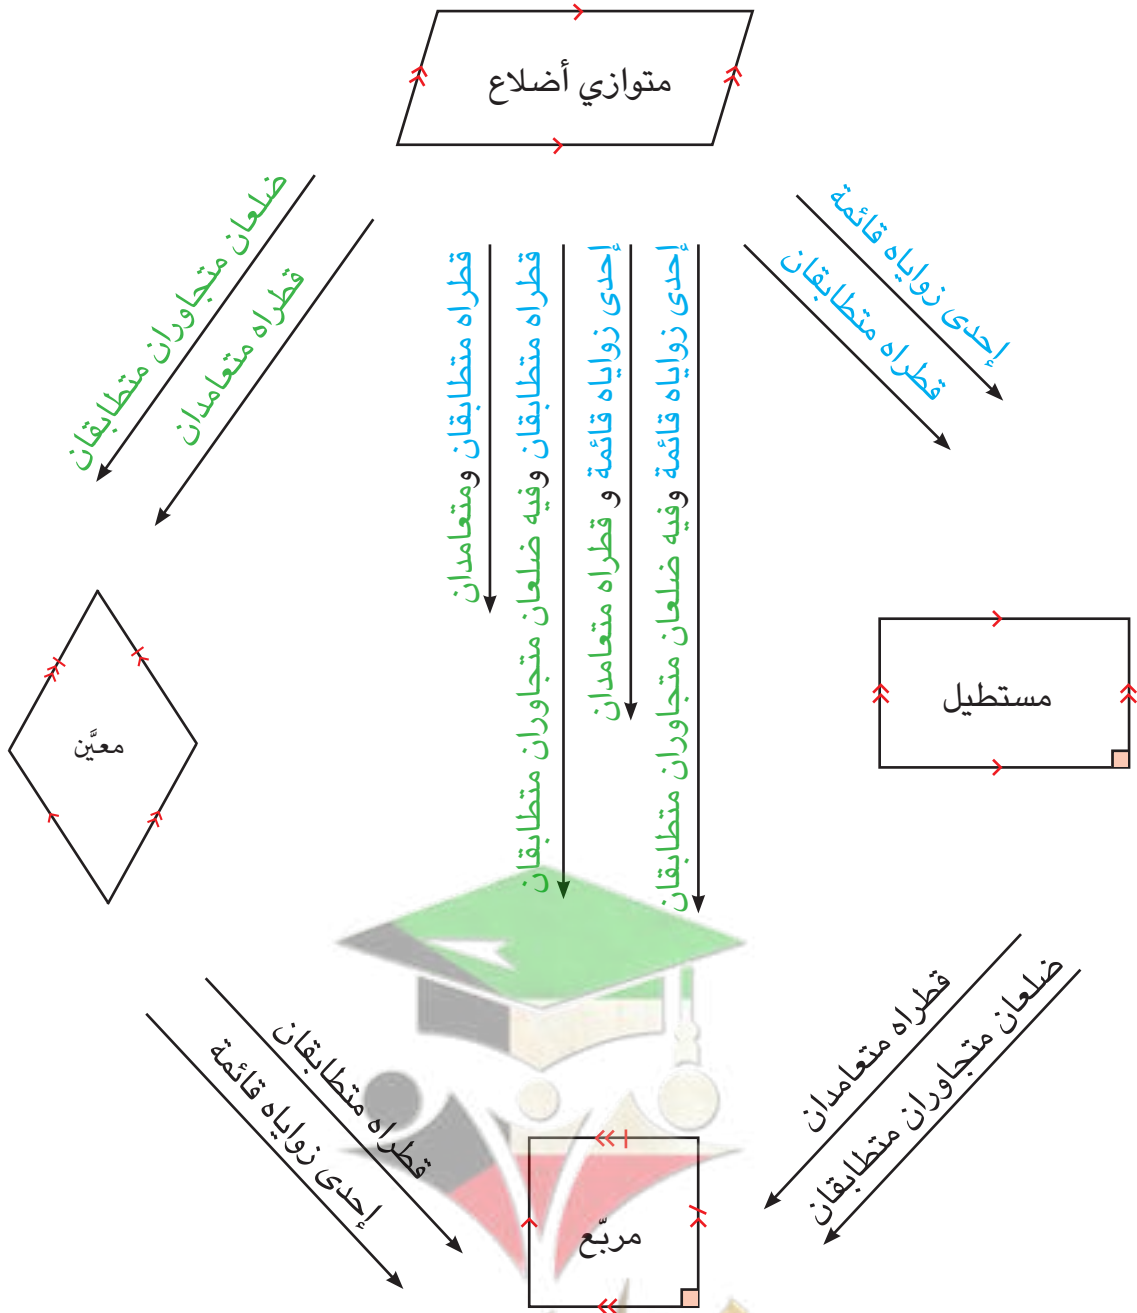 متوازي أضلاع
إحدى زواياه قائمة
قطراه متطابقان
إحدى زواياه قائمة وفيه ضلعان متجاوران متطابقان
إحدى زواياه قائمة و قطراه متعامدان
قطراه متطابقان وفيه ضلعان متجاوران متطابقان
قطراه متطابقان ومتعامدان
ضلعان متجاوران متطابقان
قطراه متعامدان
مستطيل
معيَّن
قطراه متعامدان
ضلعان متجاوران متطابقان
قطراه متطابقان
إحدى زواياه قائمة
مربّع